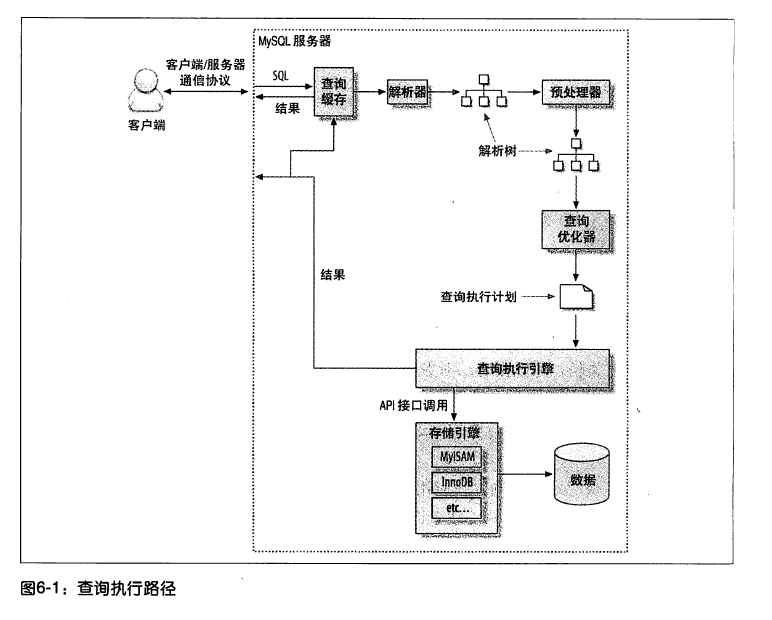 MySQL 服务器
客户端/服务器
通信协议
客户端
SQL
结果
查询
缓存
解析器
预处理器
解析树
查询
优化器
结果
查询执行计划
查询执行引擎
API 接口调用
存储引擎
MyISAM
InnoDB
etc...
数据
图6-1：查询执行路径